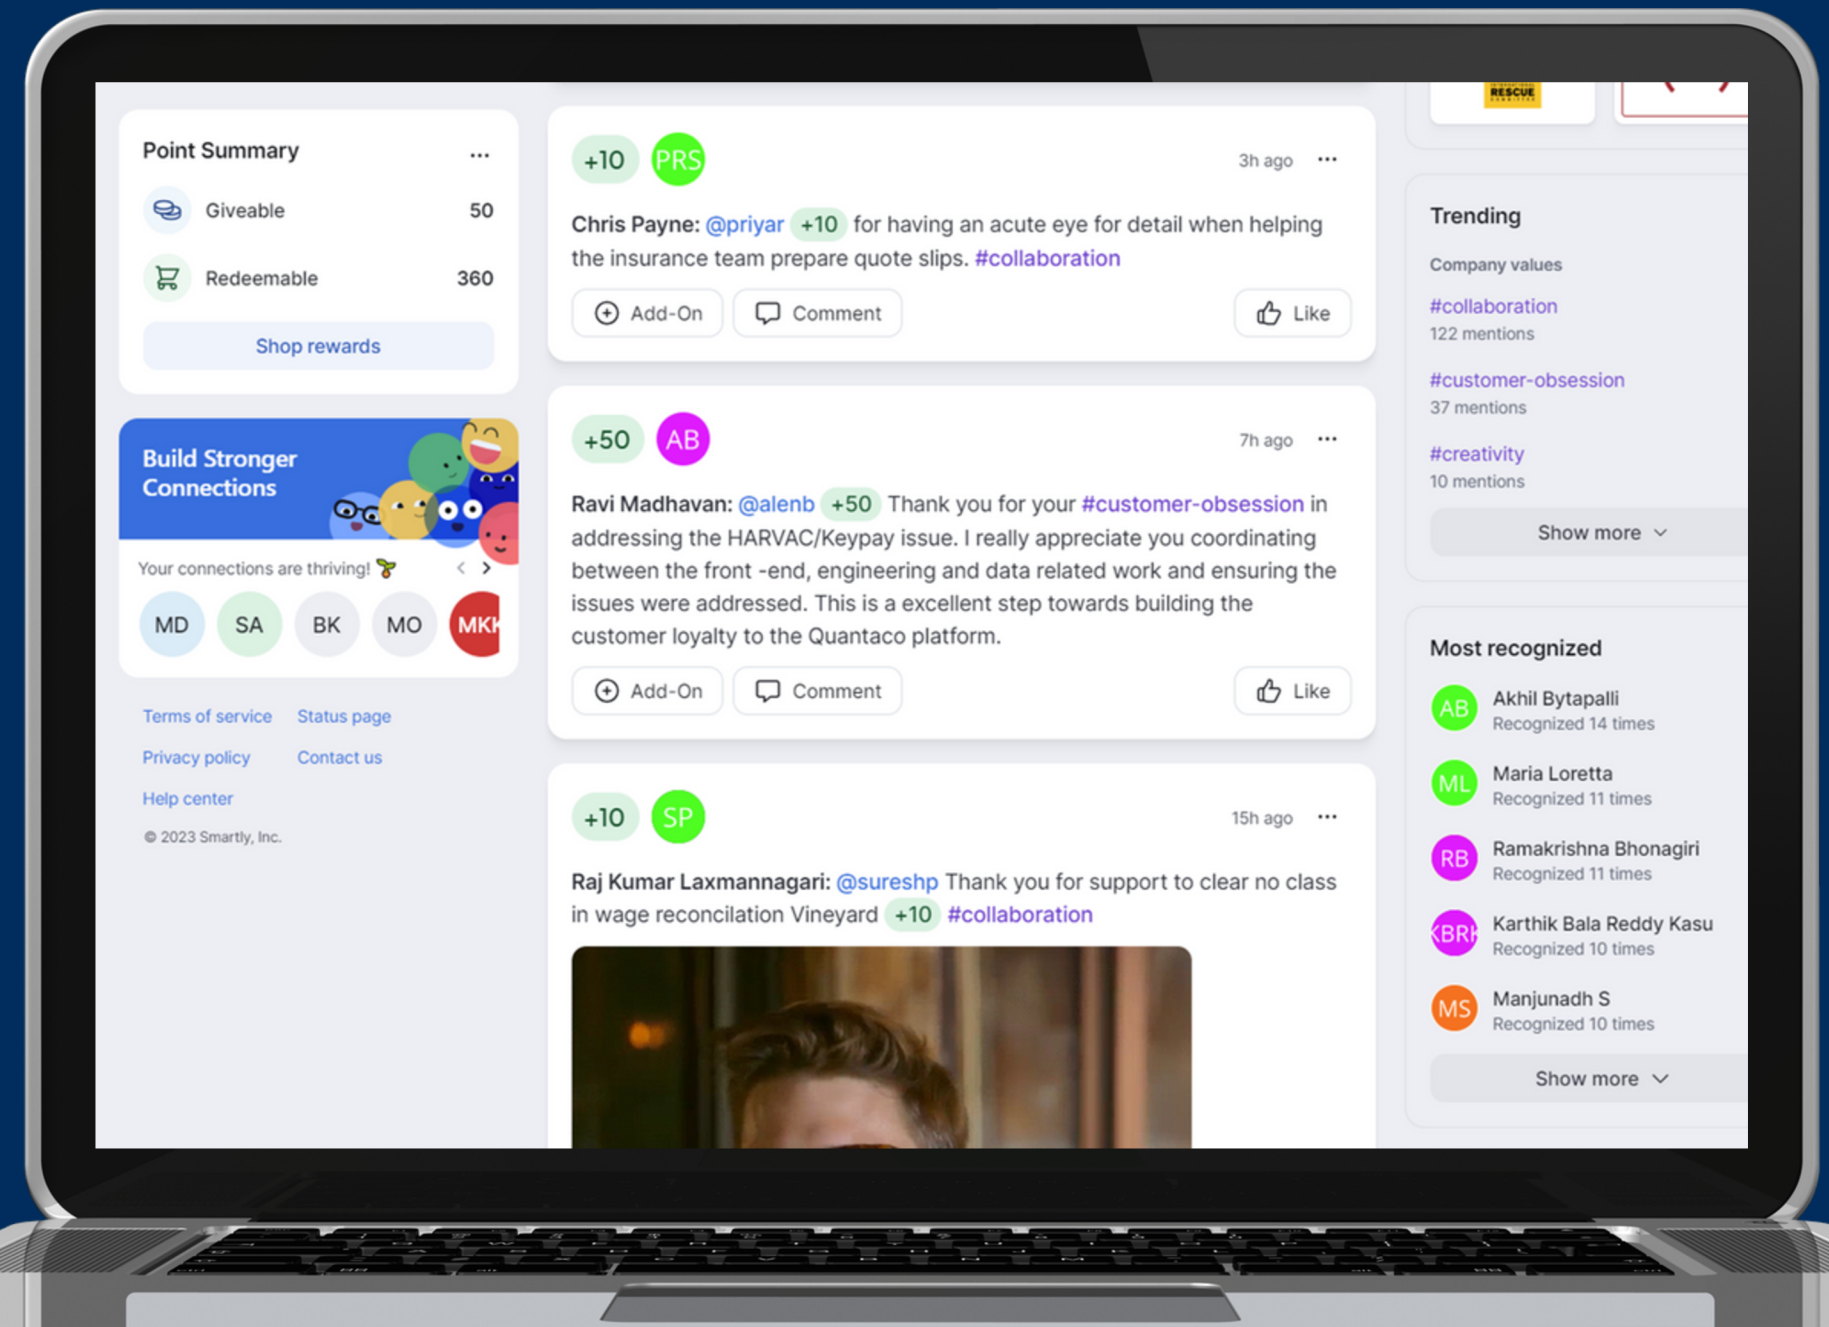 Point Summary
...
Giveable
50
Redeemable
360
Shop rewards
Build Stronger
Connections
Your connections are thriving!
MD
SA
BK
MO
MKK
Terms of service
Status page
Privacy policy
Contact us
Help center
© 2023 Smartly, Inc.
+10
PRS
3h ago
...
Chris Payne: @priyar +10 for having an acute eye for detail when helping
the insurance team prepare quote slips. #collaboration
Add-On
Comment
Like
+50
AB
7h ago
...
Ravi Madhavan: @alenb +50 Thank you for your #customer-obsession in
addressing the HARVAC/Keypay issue. I really appreciate you coordinating
between the front -end, engineering and data related work and ensuring the
issues were addressed. This is a excellent step towards building the
customer loyalty to the Quantaco platform.
Add-On
Comment
Like
+10
SP
15h ago
...
Raj Kumar Laxmannagari: @sureshp Thank you for support to clear no class
in wage reconcilation Vineyard +10 #collaboration
RESCUE
Trending
Company values
#collaboration
122 mentions
#customer-obsession
37 mentions
#creativity
10 mentions
Show more
Most recognized
AB
Akhil Bytapalli
Recognized 14 times
ML
Maria Loretta
Recognized 11 times
RB
Ramakrishna Bhonagiri
Recognized 11 times
KBRK
Karthik Bala Reddy Kasu
Recognized 10 times
MS
Manjunadh S
Recognized 10 times
Show more